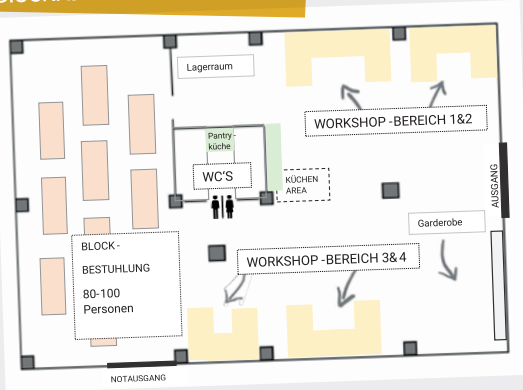 Lagerraum
WORKSHOP -BEREICH 1&2
Pantry -
küche
WC'S
KÜCHEN
AREA
AUSGANG
Garderobe
BLOCK -
BESTUHLUNG
80-100
Personen
WORKSHOP -BEREICH 3& 4
NOTAUSGANG